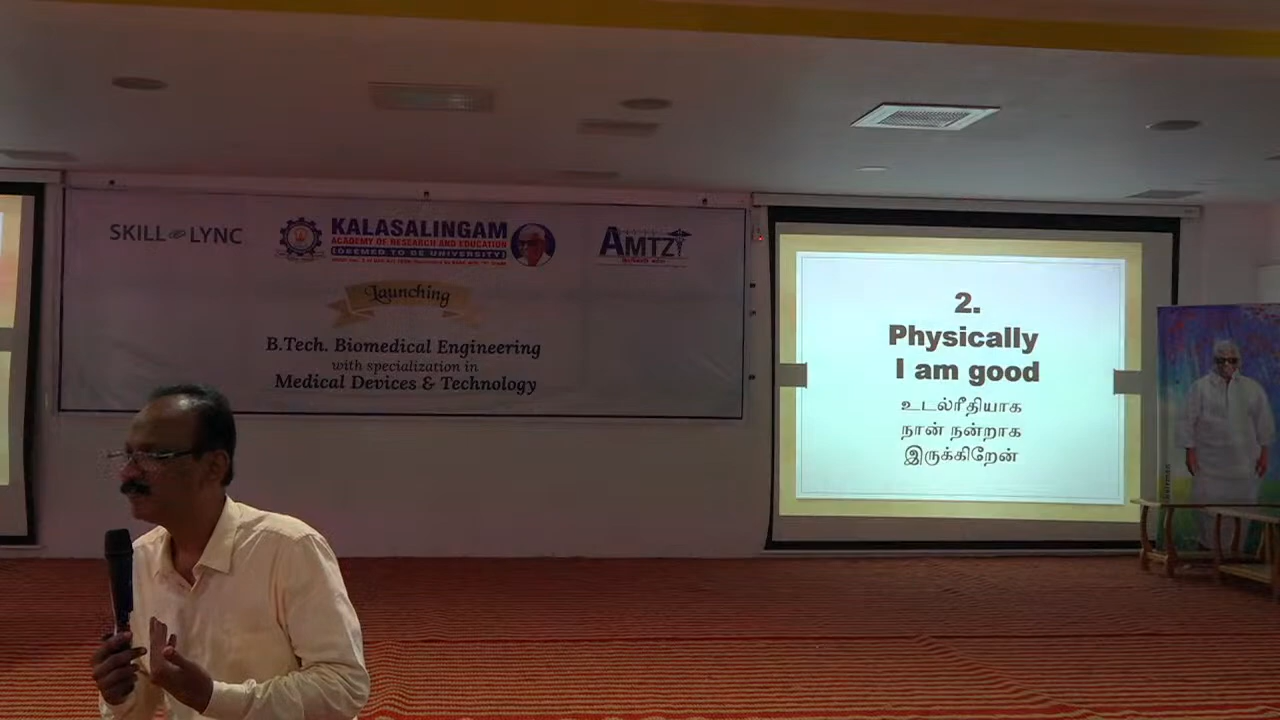 SKILL LYNC
KALASALINGAM
ACADEMY OF RESEARCH AND EDUCATION
(DEEMED TO BE UNIVERSITY)
AMTZ
Launching
B.Tech. Biomedical Engineering
with specialization in
Medical Devices & Technology
2.
Physically
I am good
உடல்ரீதியாக
நான் நன்றாக
இருக்கிறேன்